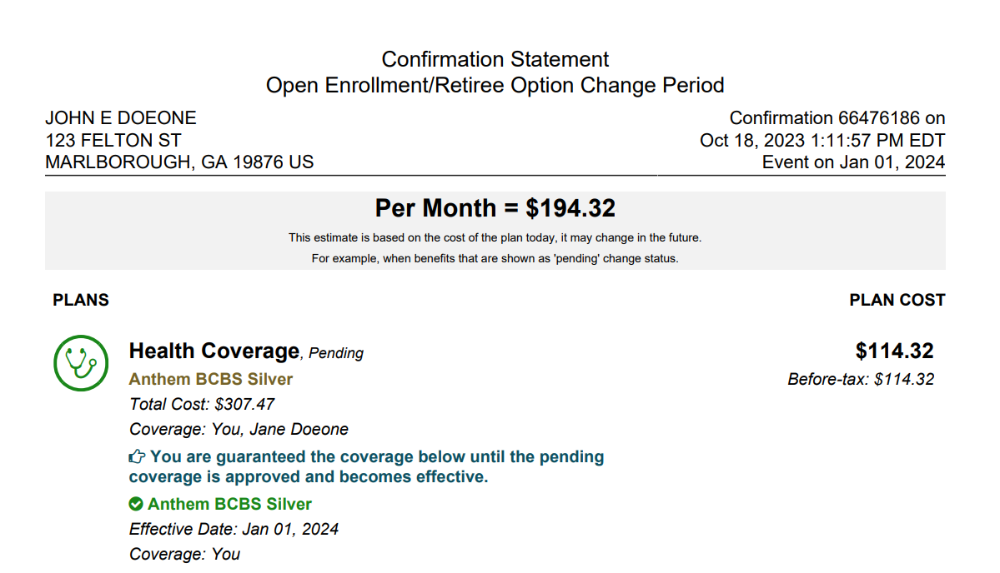 Confirmation Statement
Open Enrollment/Retiree Option Change Period
JOHN E DOEONE
123 FELTON ST
MARLBOROUGH, GA 19876 US
Confirmation 66476186 on
Oct 18, 2023 1:11:57 PM EDT
Event on Jan 01, 2024
Per Month = $194.32
This estimate is based on the cost of the plan today, it may change in the future.
For example, when benefits that are shown as 'pending' change status.
PLANS
PLAN COST
Health Coverage, Pending
$114.32
Anthem BCBS Silver
Before-tax: $114.32
Total Cost: $307.47
Coverage: You, Jane Doeone
You are guaranteed the coverage below until the pending
coverage is approved and becomes effective.
Anthem BCBS Silver
Effective Date: Jan 01, 2024
Coverage: You